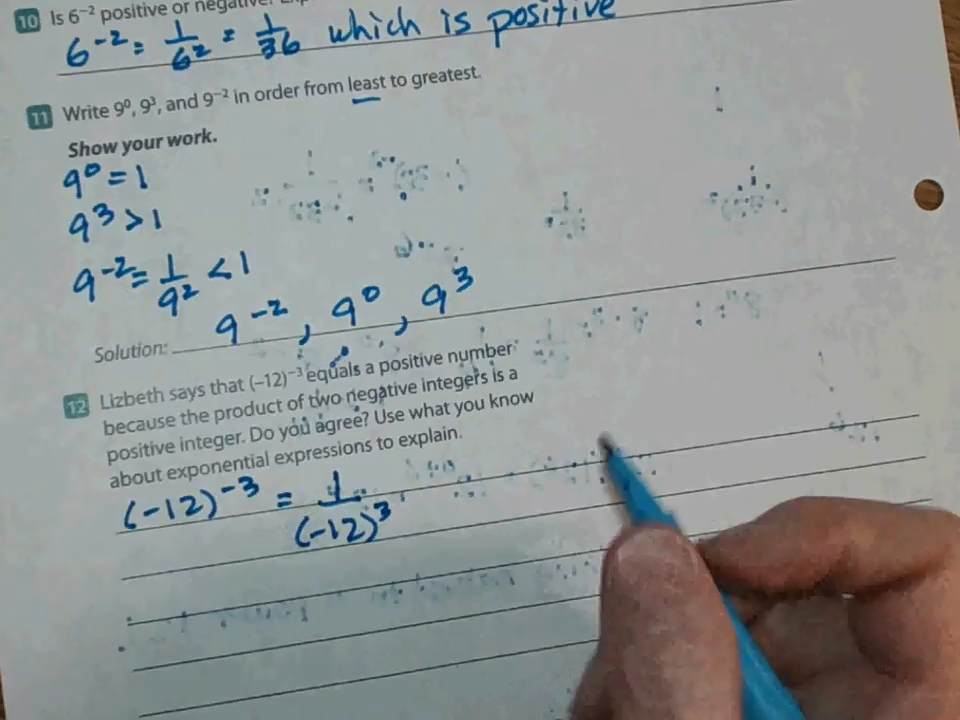 10 Is 6⁻² positive or negative?
6⁻² = 1/6² = 1/36 which is positive
11 Write 9⁰, 9³, and 9⁻² in order from least to greatest.
Show your work.
9⁰ = 1
9³ > 1
9⁻² = 1/9² < 1
9⁻², 9⁰, 9³
Solution:
12 Lizbeth says that (–12)⁻³ equals a positive number
because the product of two negative integers is a
positive integer. Do you agree? Use what you know
about exponential expressions to explain.
(-12)⁻³ = 1/(-12)³